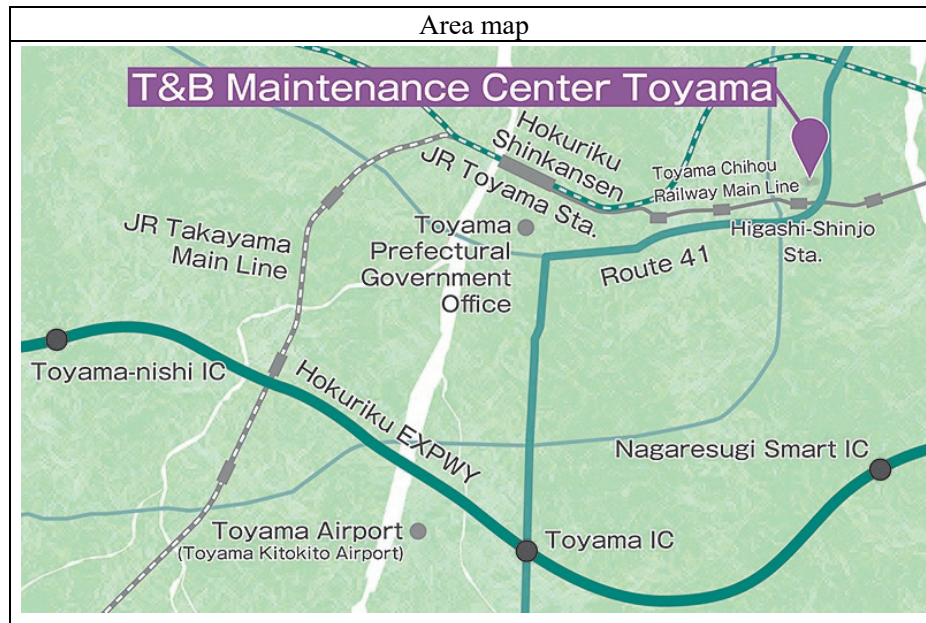 Area map
T&B Maintenance Center Toyama
Hokuriku
Shinkansen
JR Toyama Sta.
Toyama Chihou
Railway Main Line
Higashi-Shinjo
Sta.
Toyama
Prefectural
Government
Office
Route 41
JR Takayama
Main Line
Toyama-nishi IC
Hokuriku EXPWY
Nagaresugi Smart IC
Toyama Airport
(Toyama Kitokito Airport)
Toyama IC